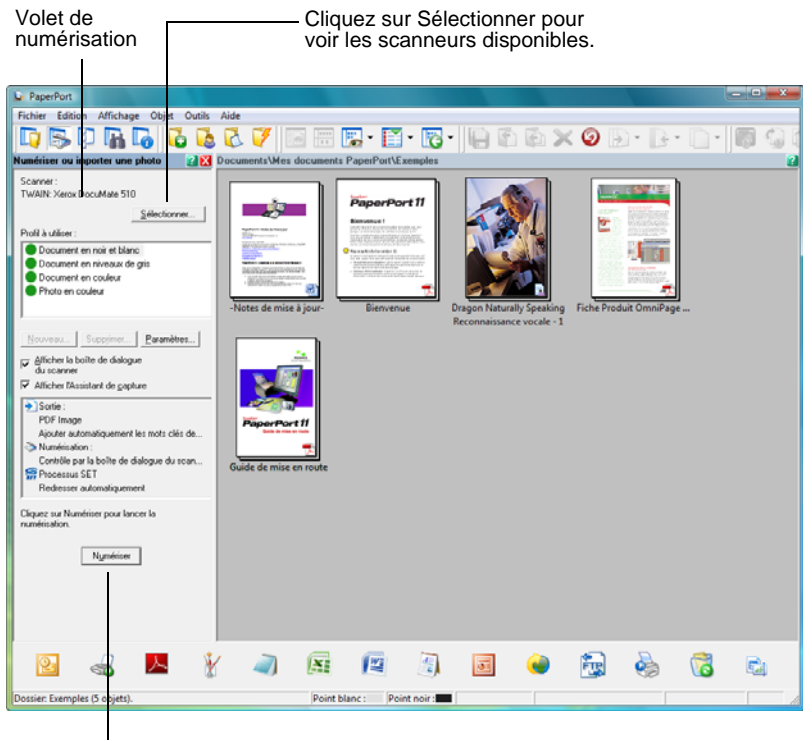 Volet de
numérisation
Cliquez sur Sélectionner pour
voir les scanneurs disponibles.
PaperPort
Fichier Edition Affichage Objet Outils Aide
Numériser ou importer une photo
Documents\Mes documents PaperPort\Exemples
Scanner :
TWAIN: Xerox DocuMate 510
Sélectionner...
Profil à utiliser :
Document en noir et blanc
Document en niveaux de gris
Document en couleur
Photo en couleur
Nouveau... Supprimer... Paramètres...
Afficher la boîte de dialogue
du scanner
Afficher l'Assistant de capture
Sortie :
PDF Image
Ajouter automatiquement les mots clés de...
Numérisation :
Contrôle par la boîte de dialogue du scan...
Processus SET
Redresser automatiquement
Cliquez sur Numériser pour lancer la
numérisation.
Numériser
PaperPort 11
Bienvenue !
-Notes de mise à jour-
Bienvenue
Dragon Naturally Speaking
Reconnaissance vocale - 1
Fiche Produit OmniPage ...
PaperPort 11
Guide de mise en route
Guide de mise en route
FTP
Dossier: Exemples (5 objets).
Point blanc :
Point noir :